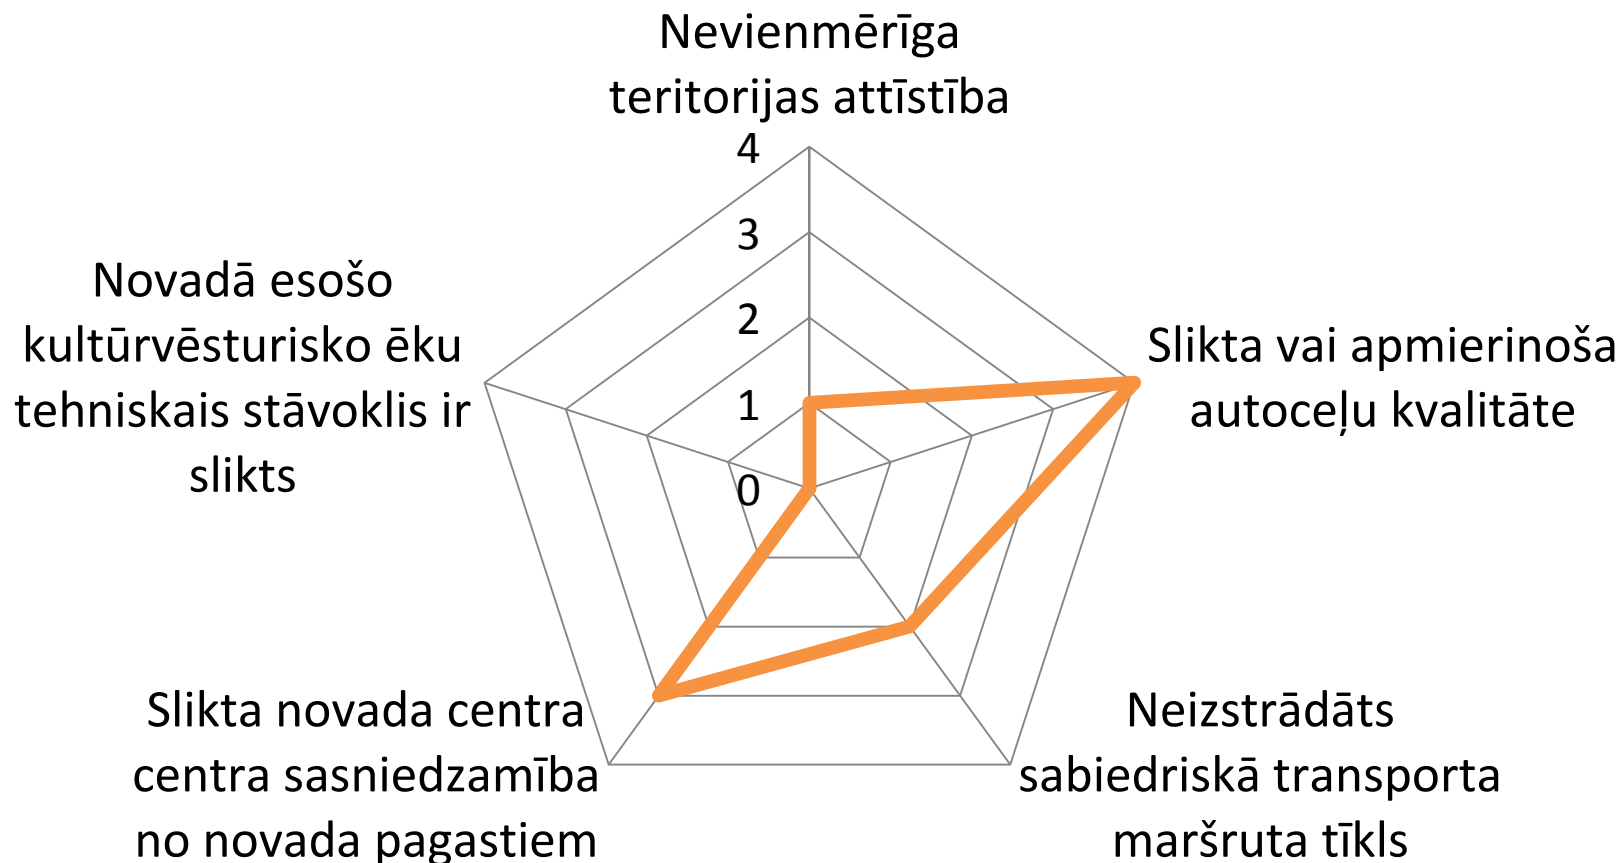 Nevienmērīga
teritorijas attīstība
4
3
2
1
0
Slikta vai apmierinoša
autoceļu kvalitāte
Neizstrādāts
sabiedriskā transporta
maršruta tīkls
Slikta novada centra
centra sasniedzamība
no novada pagastiem
Novadā esošo
kultūrvēsturisko ēku
tehniskais stāvoklis ir
slikts